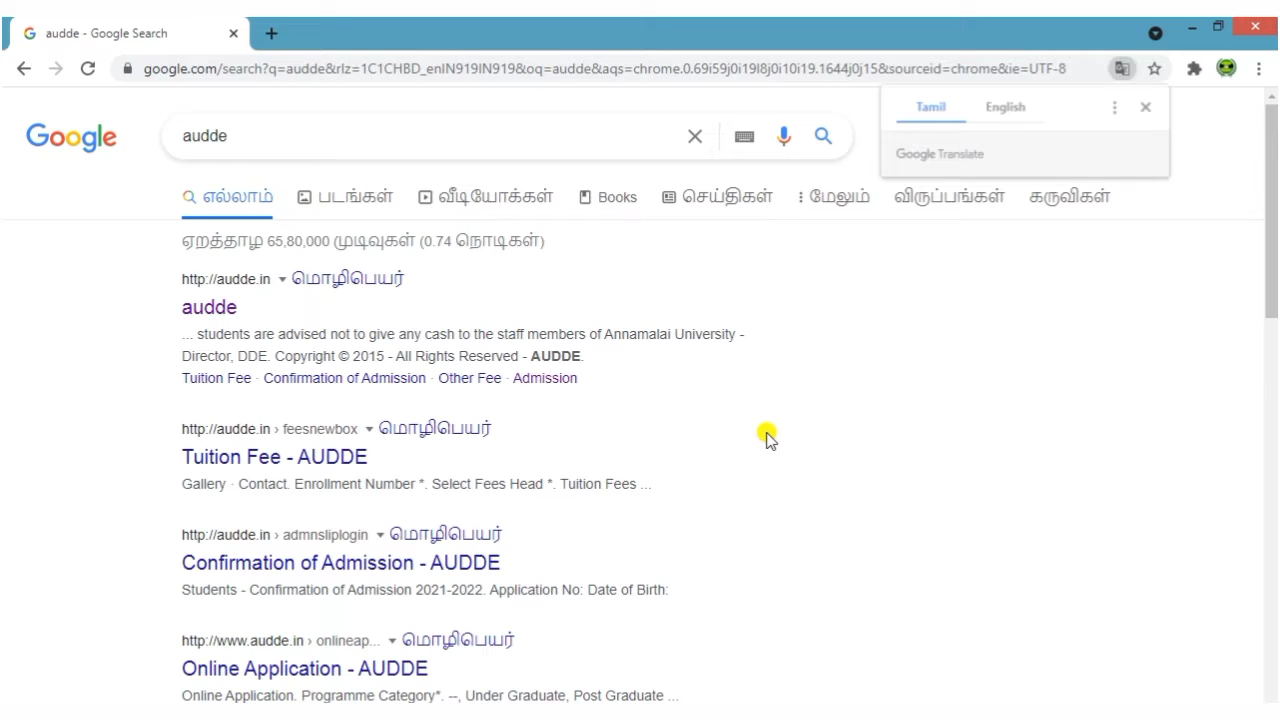 audde - Google Search
google.com/search?q=audde&rlz=1C1CHBD_enIN919IN919&oq=audde&aqs=chrome.0.69i59j0i19l8j0i10i19.1644j0j15&sourceid=chrome&ie=UTF-8
Tamil English
Google Translate
Google
audde
எல்லாம் படங்கள் வீடியோக்கள் Books செய்திகள் மேலும் விருப்பங்கள் கருவிகள்
ஏறத்தாழ 65,80,000 முடிவுகள் (0.74 நொடிகள்)
http://audde.in மொழிபெயர்
audde
... students are advised not to give any cash to the staff members of Annamalai University -
Director, DDE. Copyright © 2015 - All Rights Reserved - AUDDE.
Tuition Fee · Confirmation of Admission · Other Fee · Admission
http://audde.in › feesnewbox மொழிபெயர்
Tuition Fee - AUDDE
Gallery · Contact. Enrollment Number *. Select Fees Head *. Tuition Fees ...
http://audde.in › admnsliplogin மொழிபெயர்
Confirmation of Admission - AUDDE
Students - Confirmation of Admission 2021-2022. Application No: Date of Birth:
http://www.audde.in › onlineap... மொழிபெயர்
Online Application - AUDDE
Online Application. Programme Category*. --, Under Graduate, Post Graduate ...